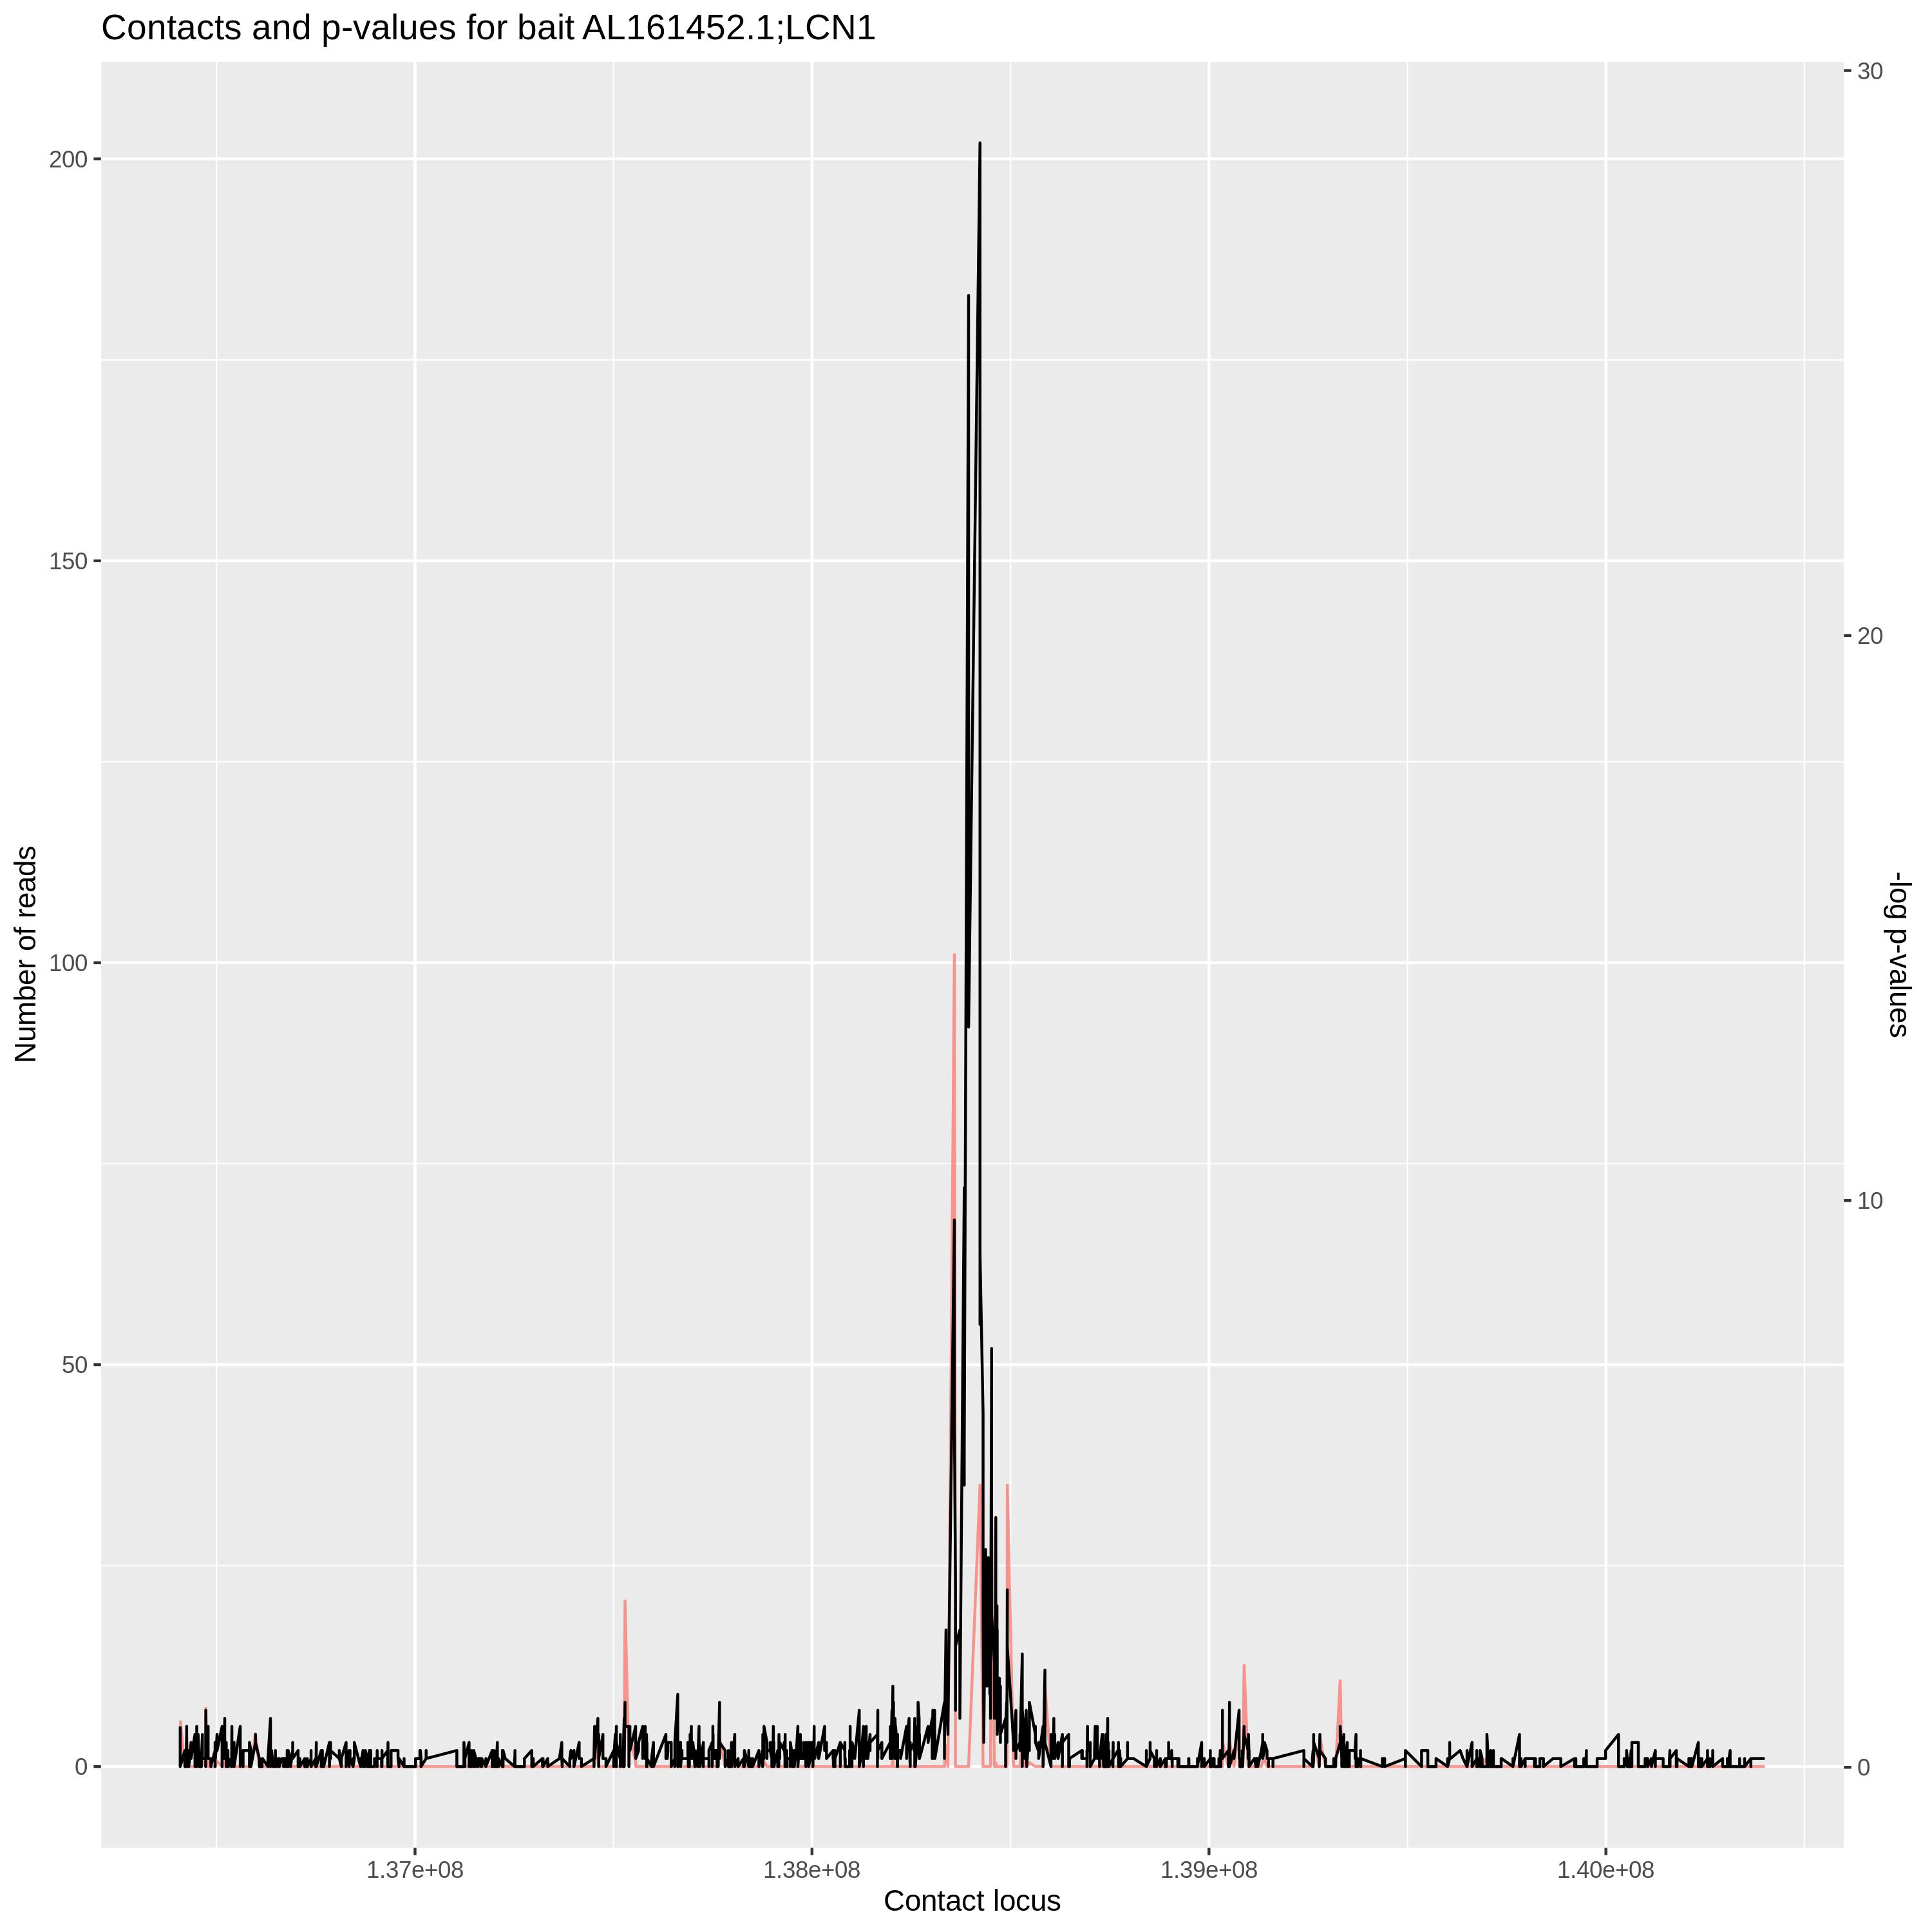 Contacts and p-values for bait AL161452.1;LCN1
30
200
150
20
Number of reads
-log p-values
100
10
50
0
0
1.37e+08
1.38e+08
1.39e+08
1.40e+08
Contact locus